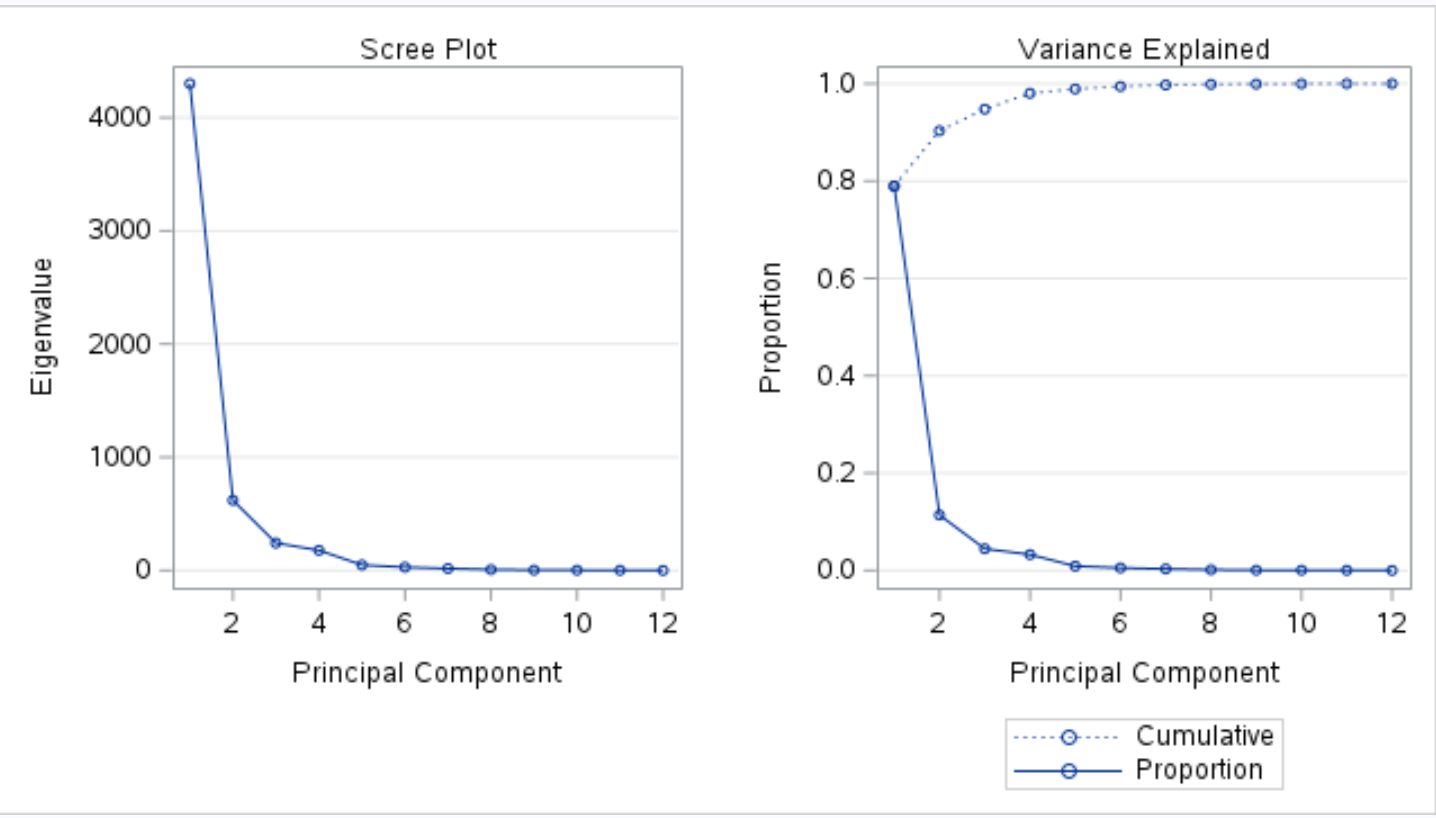 Scree Plot
4000
3000
2000
1000
0
Eigenvalue
2 4 6 8 10 12
Principal Component
Variance Explained
1.0
0.8
0.6
0.4
0.2
0.0
Proportion
2 4 6 8 10 12
Principal Component
Cumulative
Proportion